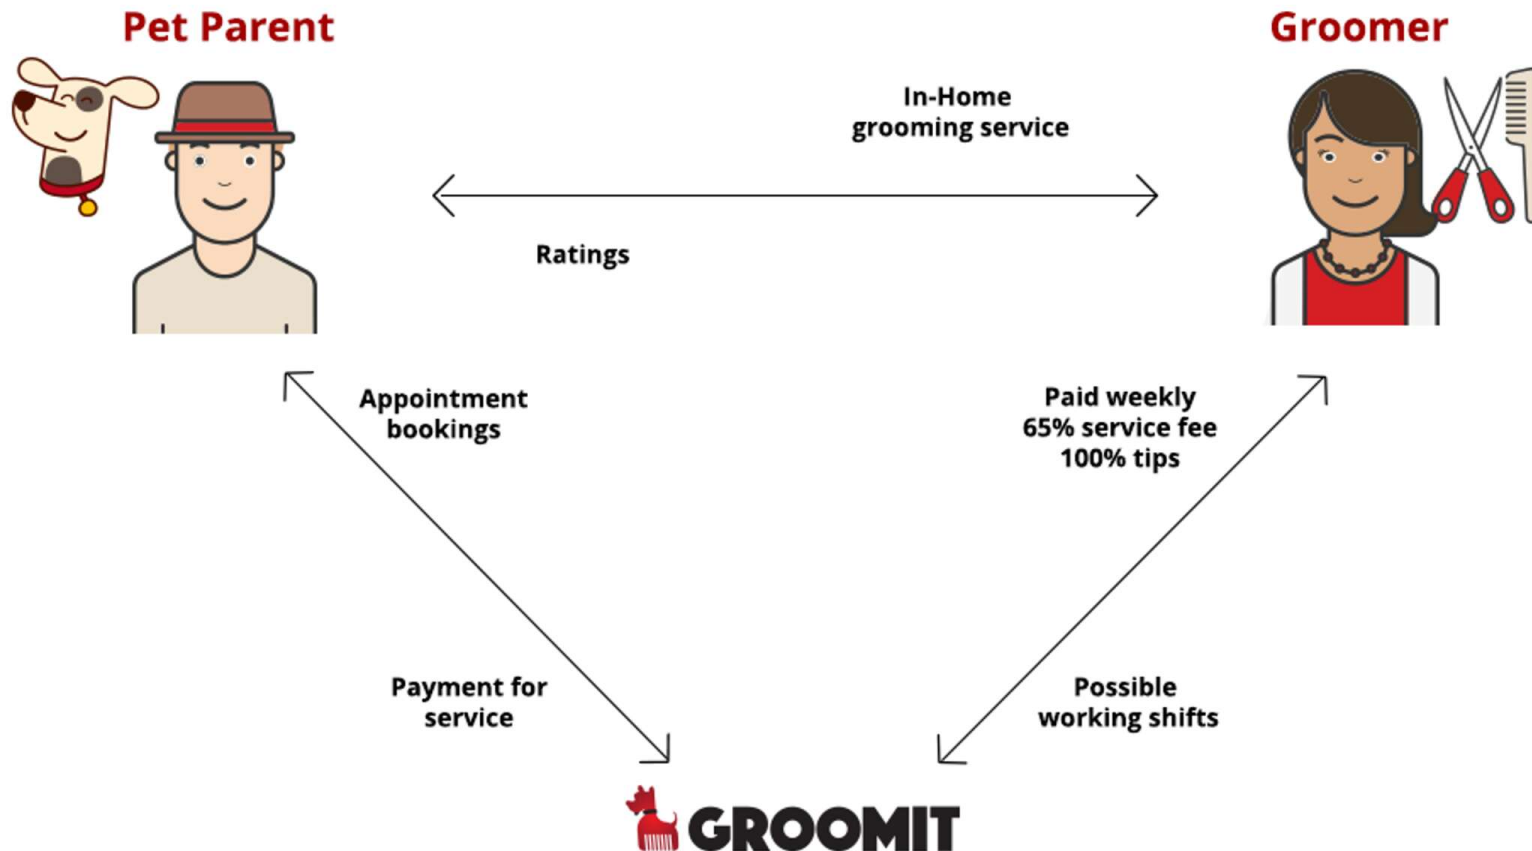 Pet Parent
Groomer
In-Home
grooming service
Ratings
Appointment
bookings
Paid weekly
65% service fee
100% tips
Payment for
service
Possible
working shifts
GROOMIT